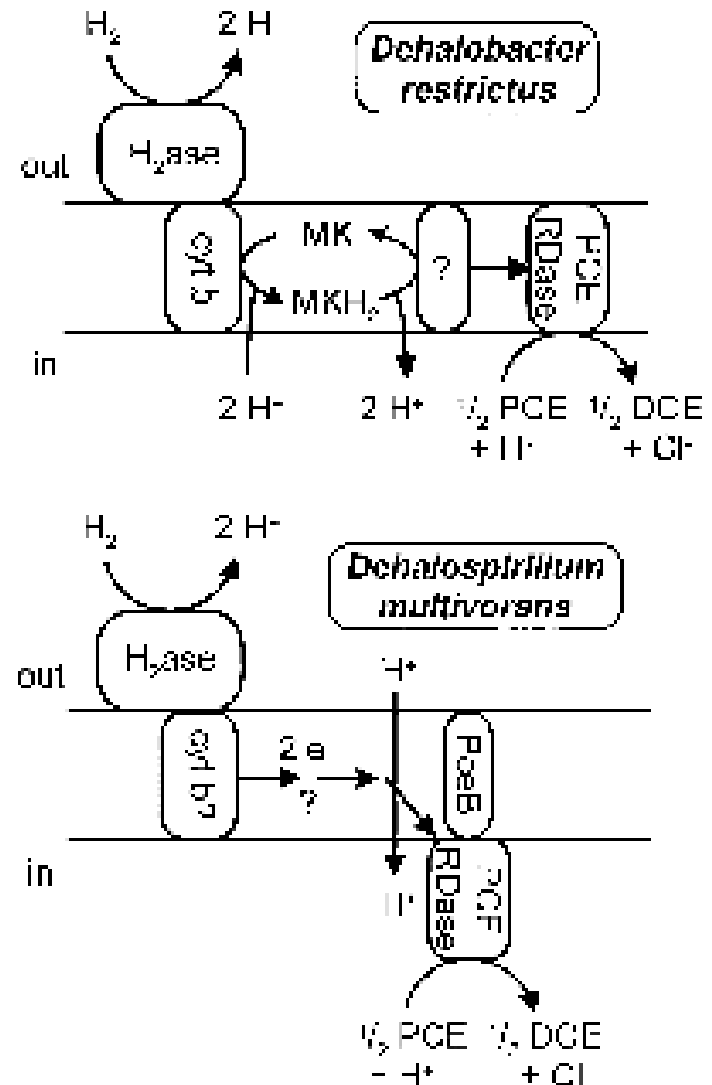 H₂ 2 H
Dehalobacter
restrictus
H₂ase
out
cyt b
MK
MKH₂
?
PCE
RDase
in
2 H⁺ 2 H⁺ ¹/₂ PCE ¹/₂ DCE
+ H⁺ + Cl⁻
H₂ 2 H⁺
Dehalospirillum
multivorans
H₂ase
out
H⁺
cyt b?
2 e
?
PceB
in
H⁺
PCE
RDase
¹/₂ PCE ¹/₂ DCE
+ H⁺ + Cl